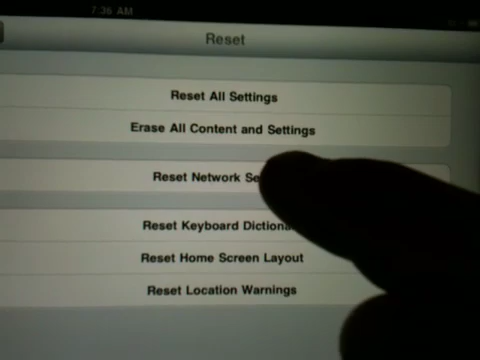 7:36 AM
Reset
Reset All Settings
Erase All Content and Settings
Reset Network Se
Reset Keyboard Dictiona
Reset Home Screen Layout
Reset Location Warnings